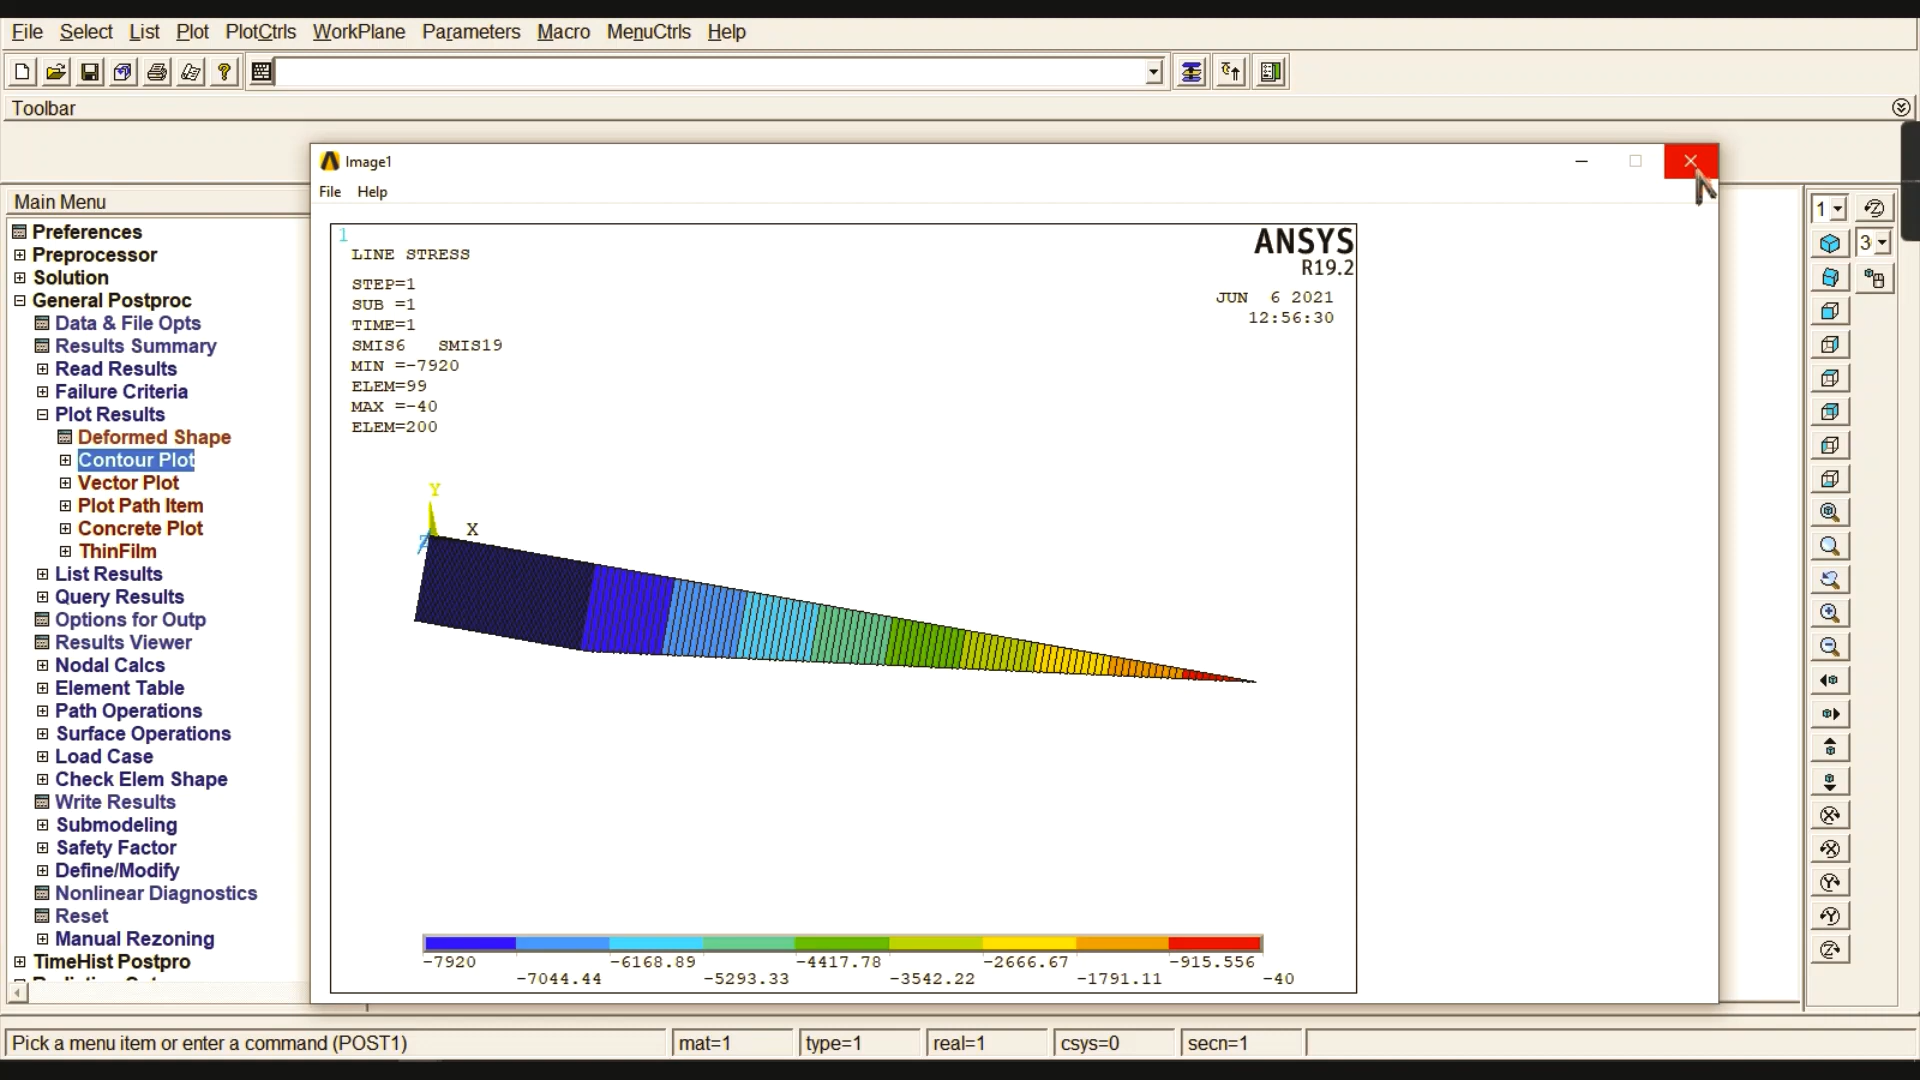 File Select List Plot PlotCtrls WorkPlane Parameters Macro MenuCtrls Help
Toolbar
Main Menu
Preferences
Preprocessor
Solution
General Postproc
Data & File Opts
Results Summary
Read Results
Failure Criteria
Plot Results
Deformed Shape
Contour Plot
Vector Plot
Plot Path Item
Concrete Plot
ThinFilm
List Results
Query Results
Options for Outp
Results Viewer
Nodal Calcs
Element Table
Path Operations
Surface Operations
Load Case
Check Elem Shape
Write Results
Submodeling
Safety Factor
Define/Modify
Nonlinear Diagnostics
Reset
Manual Rezoning
TimeHist Postpro
Image1
File Help
1
LINE STRESS
STEP=1
SUB =1
TIME=1
SMIS6 SMIS19
MIN =-7920
ELEM=99
MAX =-40
ELEM=200
ANSYS
R19.2
JUN 6 2021
12:56:30
Y
X
Z
-7920 -6168.89 -4417.78 -2666.67 -915.556
-7044.44 -5293.33 -3542.22 -1791.11 -40
1
3
Pick a menu item or enter a command (POST1) mat=1 type=1 real=1 csys=0 secn=1